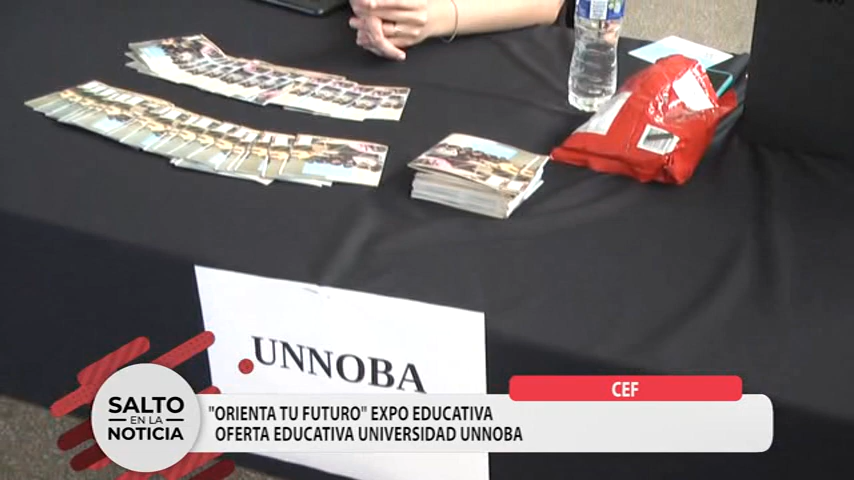 UNNOBA
CEF
SALTO
EN LA
NOTICIA
"ORIENTA TU FUTURO" EXPO EDUCATIVA
OFERTA EDUCATIVA UNIVERSIDAD UNNOBA